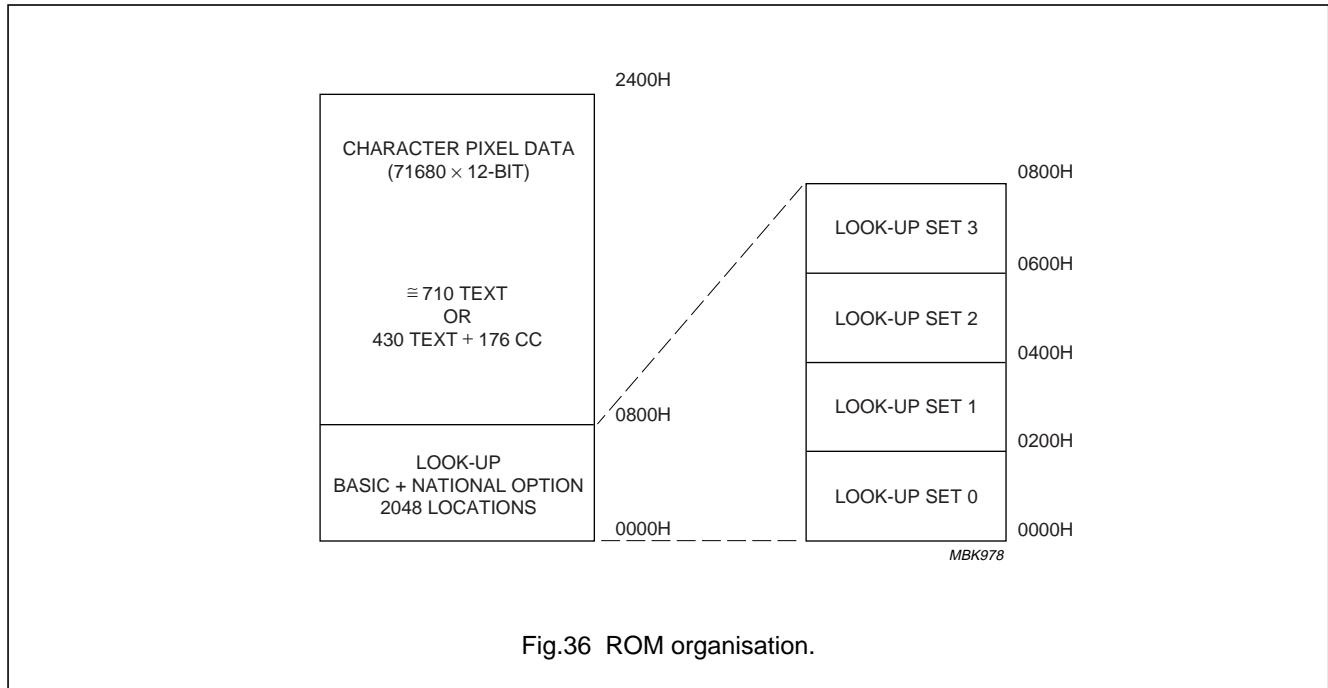 2400H
CHARACTER PIXEL DATA
(71680 × 12-BIT)
≅ 710 TEXT
OR
430 TEXT + 176 CC
0800H
LOOK-UP
BASIC + NATIONAL OPTION
2048 LOCATIONS
0000H
0800H
LOOK-UP SET 3
0600H
LOOK-UP SET 2
0400H
LOOK-UP SET 1
0200H
LOOK-UP SET 0
0000H
MBK978
Fig.36 ROM organisation.